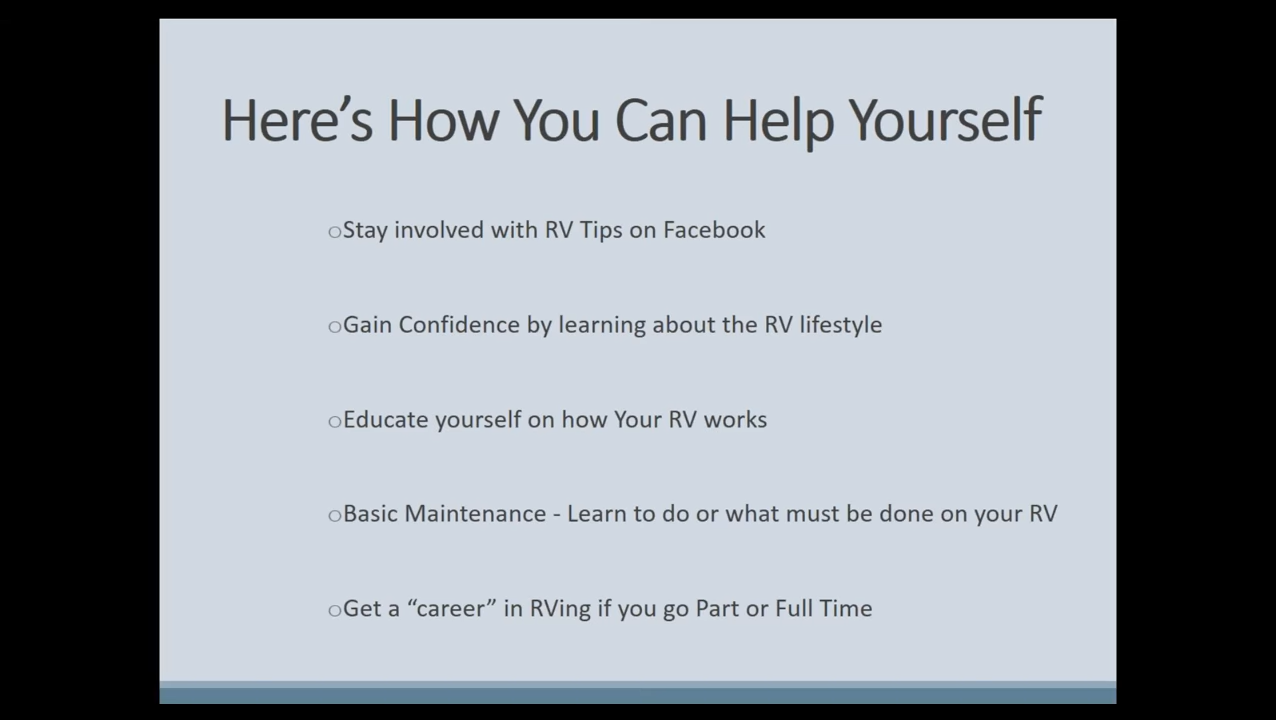 Here’s How You Can Help Yourself
○Stay involved with RV Tips on Facebook
○Gain Confidence by learning about the RV lifestyle
○Educate yourself on how Your RV works
○Basic Maintenance - Learn to do or what must be done on your RV
○Get a “career” in RVing if you go Part or Full Time